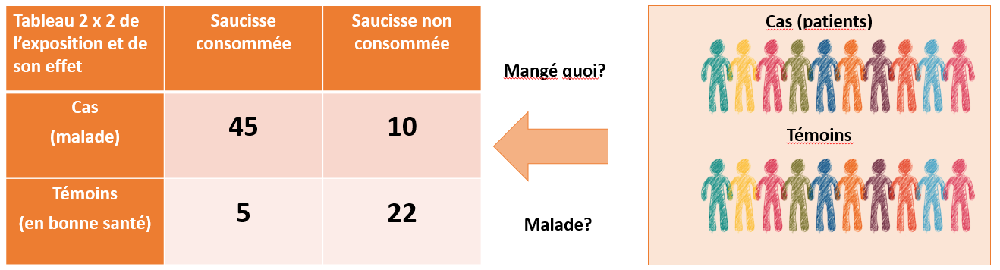 Tableau 2 x 2 de
l’exposition et de
son effet
Saucisse
consommée
Saucisse non
consommée
Cas
(malade)
45
10
Témoins
(en bonne santé)
5
22
Mangé quoi?
Malade?
Cas (patients)
Témoins